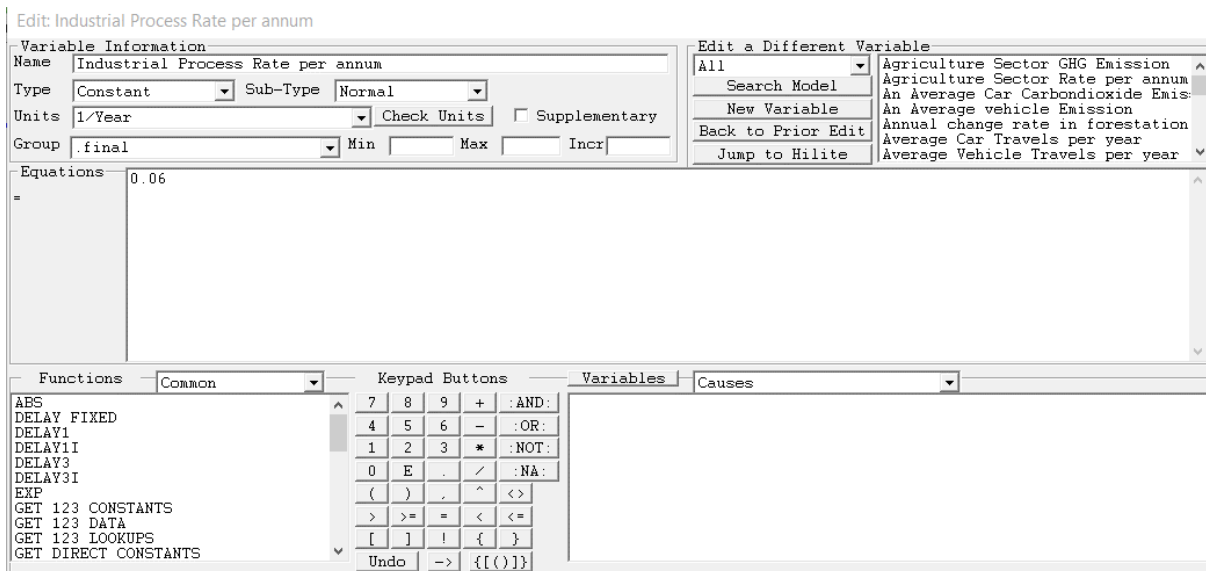 Edit: Industrial Process Rate per annum
Variable Information
Name Industrial Process Rate per annum
Type Constant Sub-Type Normal
Units 1/Year Check Units Supplementary
Group .final Min Max Incr
Edit a Different Variable
All
Search Model
New Variable
Back to Prior Edit
Jump to Hilite
Agriculture Sector GHG Emission
Agriculture Sector Rate per annum
An Average Car Carbondioxide Emis
An Average vehicle Emission
Annual change rate in forestation
Average Car Travels per year
Average Vehicle Travels per year
Equations
=
0.06
Functions Common
ABS
DELAY FIXED
DELAY1
DELAY1I
DELAY3
DELAY3I
EXP
GET 123 CONSTANTS
GET 123 DATA
GET 123 LOOKUPS
GET DIRECT CONSTANTS
Keypad Buttons
7 8 9 + :AND:
4 5 6 - :OR:
1 2 3 * :NOT:
0 E . / :NA:
( ) , ^ <>
> >= = < <=
[ ] ! { }
Undo -> {[()]}
Variables Causes